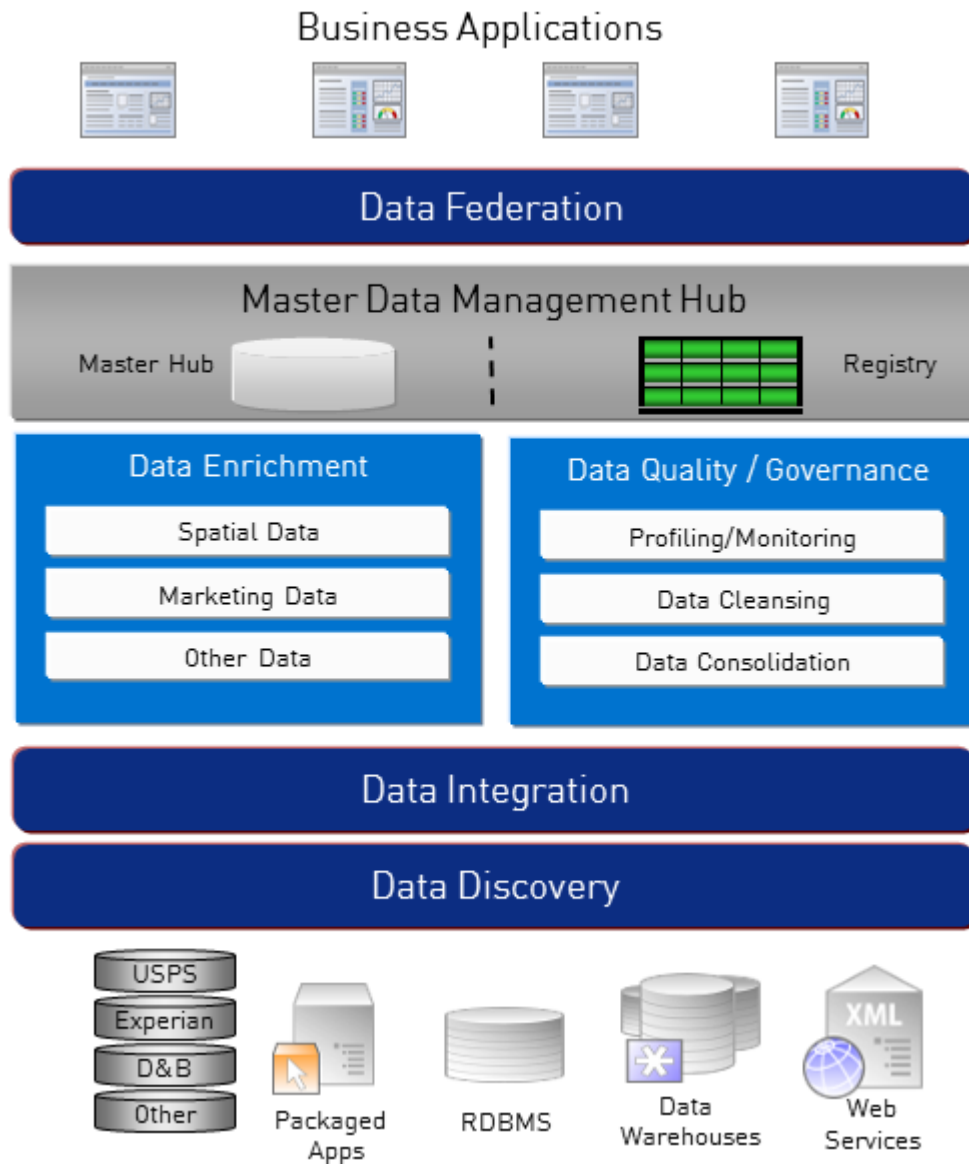 Business Applications
Data Federation
Master Data Management Hub
Master Hub
Registry
Data Enrichment
Spatial Data
Marketing Data
Other Data
Data Quality / Governance
Profiling/Monitoring
Data Cleansing
Data Consolidation
Data Integration
Data Discovery
USPS
Experian
D&B
Other
Packaged
Apps
RDBMS
Data
Warehouses
XML
Web
Services